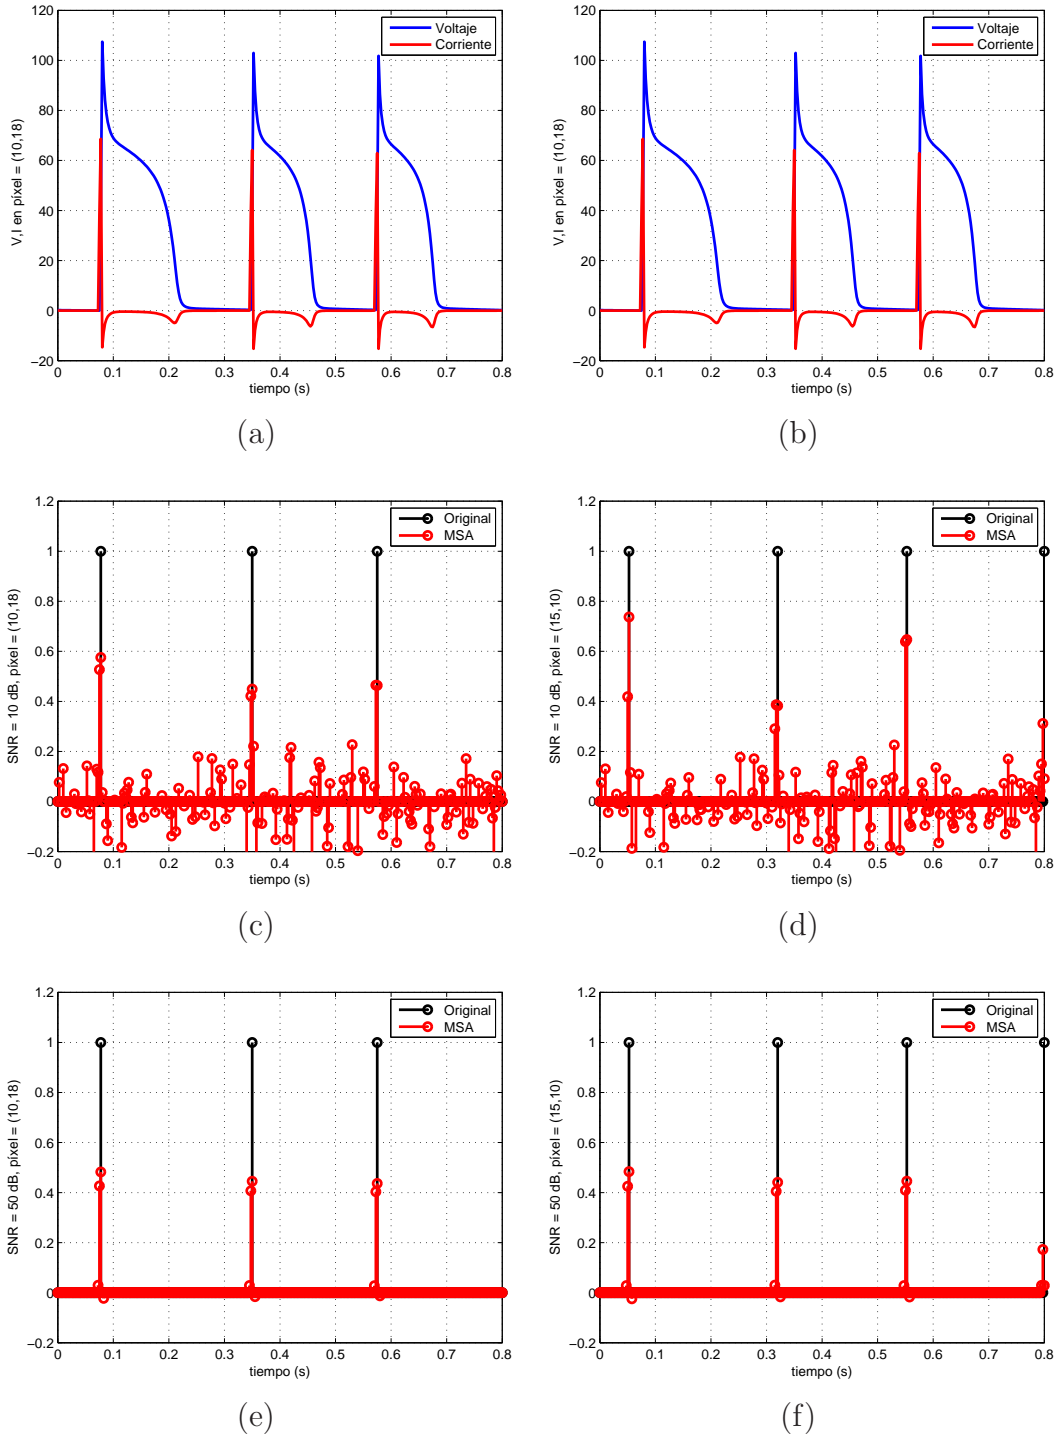 120
100
80
60
40
20
0
−20
V,I en píxel = (10,18)
Voltaje
Corriente
0 0.1 0.2 0.3 0.4 0.5 0.6 0.7 0.8
tiempo (s)
(a)
120
100
80
60
40
20
0
−20
V,I en píxel = (10,18)
Voltaje
Corriente
0 0.1 0.2 0.3 0.4 0.5 0.6 0.7 0.8
tiempo (s)
(b)
1.2
1
0.8
0.6
0.4
0.2
0
−0.2
SNR = 10 dB, píxel = (10,18)
Original
MSA
0 0.1 0.2 0.3 0.4 0.5 0.6 0.7 0.8
tiempo (s)
(c)
1.2
1
0.8
0.6
0.4
0.2
0
−0.2
SNR = 10 dB, píxel = (15,10)
Original
MSA
0 0.1 0.2 0.3 0.4 0.5 0.6 0.7 0.8
tiempo (s)
(d)
1.2
1
0.8
0.6
0.4
0.2
0
−0.2
SNR = 50 dB, píxel = (10,18)
Original
MSA
0 0.1 0.2 0.3 0.4 0.5 0.6 0.7 0.8
tiempo (s)
(e)
1.2
1
0.8
0.6
0.4
0.2
0
−0.2
SNR = 50 dB, píxel = (15,10)
Original
MSA
0 0.1 0.2 0.3 0.4 0.5 0.6 0.7 0.8
tiempo (s)
(f)